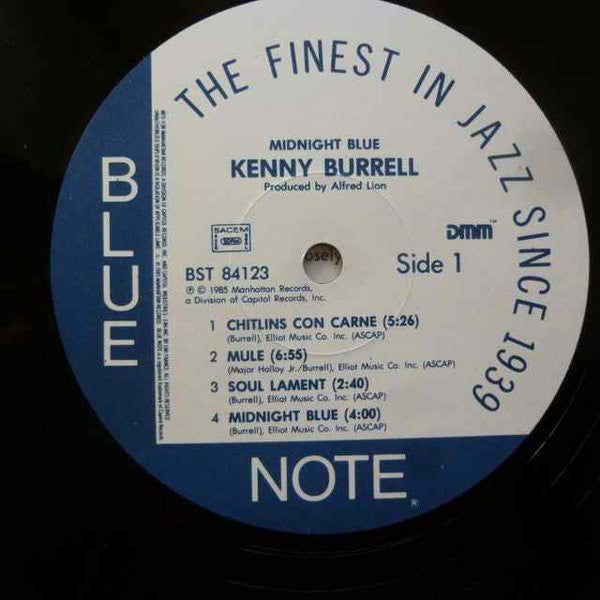 THE FINEST IN JAZZ SINCE 1939
MIDNIGHT BLUE
KENNY BURRELL
Produced by Alfred Lion
SACEM
DMM™
BST 84123
osely
Side 1
℗ © 1985 Manhattan Records,
a Division of Capitol Records, Inc.
1 CHITLINS CON CARNE (5:26)
(Burrell), Elliot Music Co. Inc. (ASCAP)
2 MULE (6:55)
(Major Holley Jr./Burrell), Elliot Music Co. Inc. (ASCAP)
3 SOUL LAMENT (2:40)
(Burrell), Elliot Music Co. Inc. (ASCAP)
4 MIDNIGHT BLUE (4:00)
(Burrell), Elliot Music Co. Inc. (ASCAP)
BLUE
NOTE®